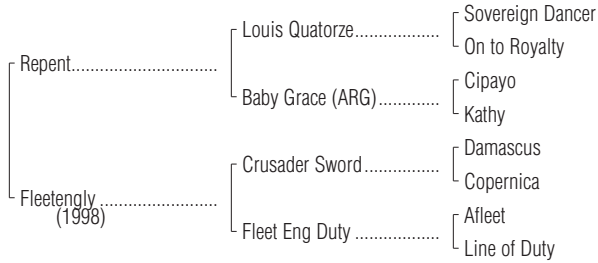 Sovereign Dancer
Louis Quatorze....................
On to Royalty
Repent...................................
Cipayo
Baby Grace (ARG)..............
Kathy
Damascus
Crusader Sword..................
Copernica
Fleetengly ............................
(1998)
Afleet
Fleet Eng Duty ....................
Line of Duty